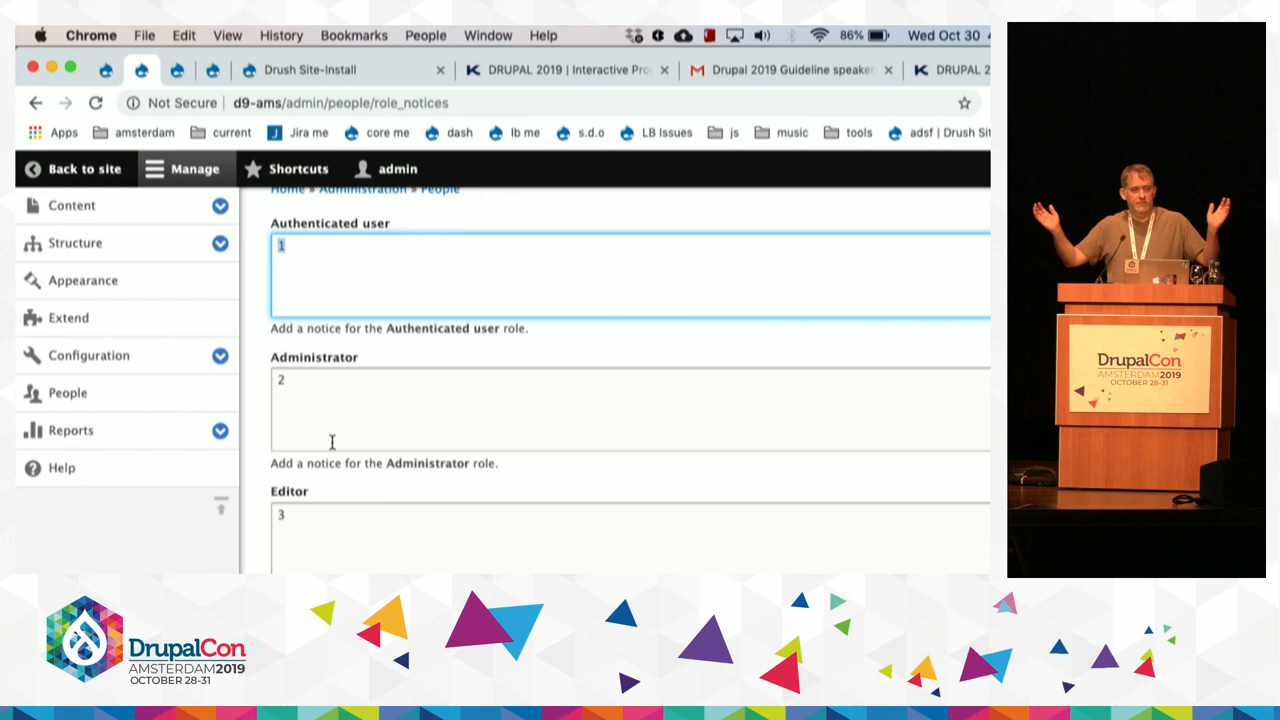 Chrome File Edit View History Bookmarks People Window Help 86% Wed Oct 30
Drush Site-Install DRUPAL 2019 | Interactive Pro Drupal 2019 Guideline speaker DRUPAL 2
Not Secure d9-ams/admin/people/role_notices
Apps amsterdam current Jira me core me dash lb me s.d.o LB Issues js music tools adsf | Drush Sit
Back to site Manage Shortcuts admin
Home » Administration » People
Content
Structure
Appearance
Extend
Configuration
People
Reports
Help
Authenticated user
1
Add a notice for the Authenticated user role.
Administrator
2
Add a notice for the Administrator role.
Editor
3
DrupalCon
AMSTERDAM2019
OCTOBER 28-31
DrupalCon
AMSTERDAM2019
OCTOBER 28-31